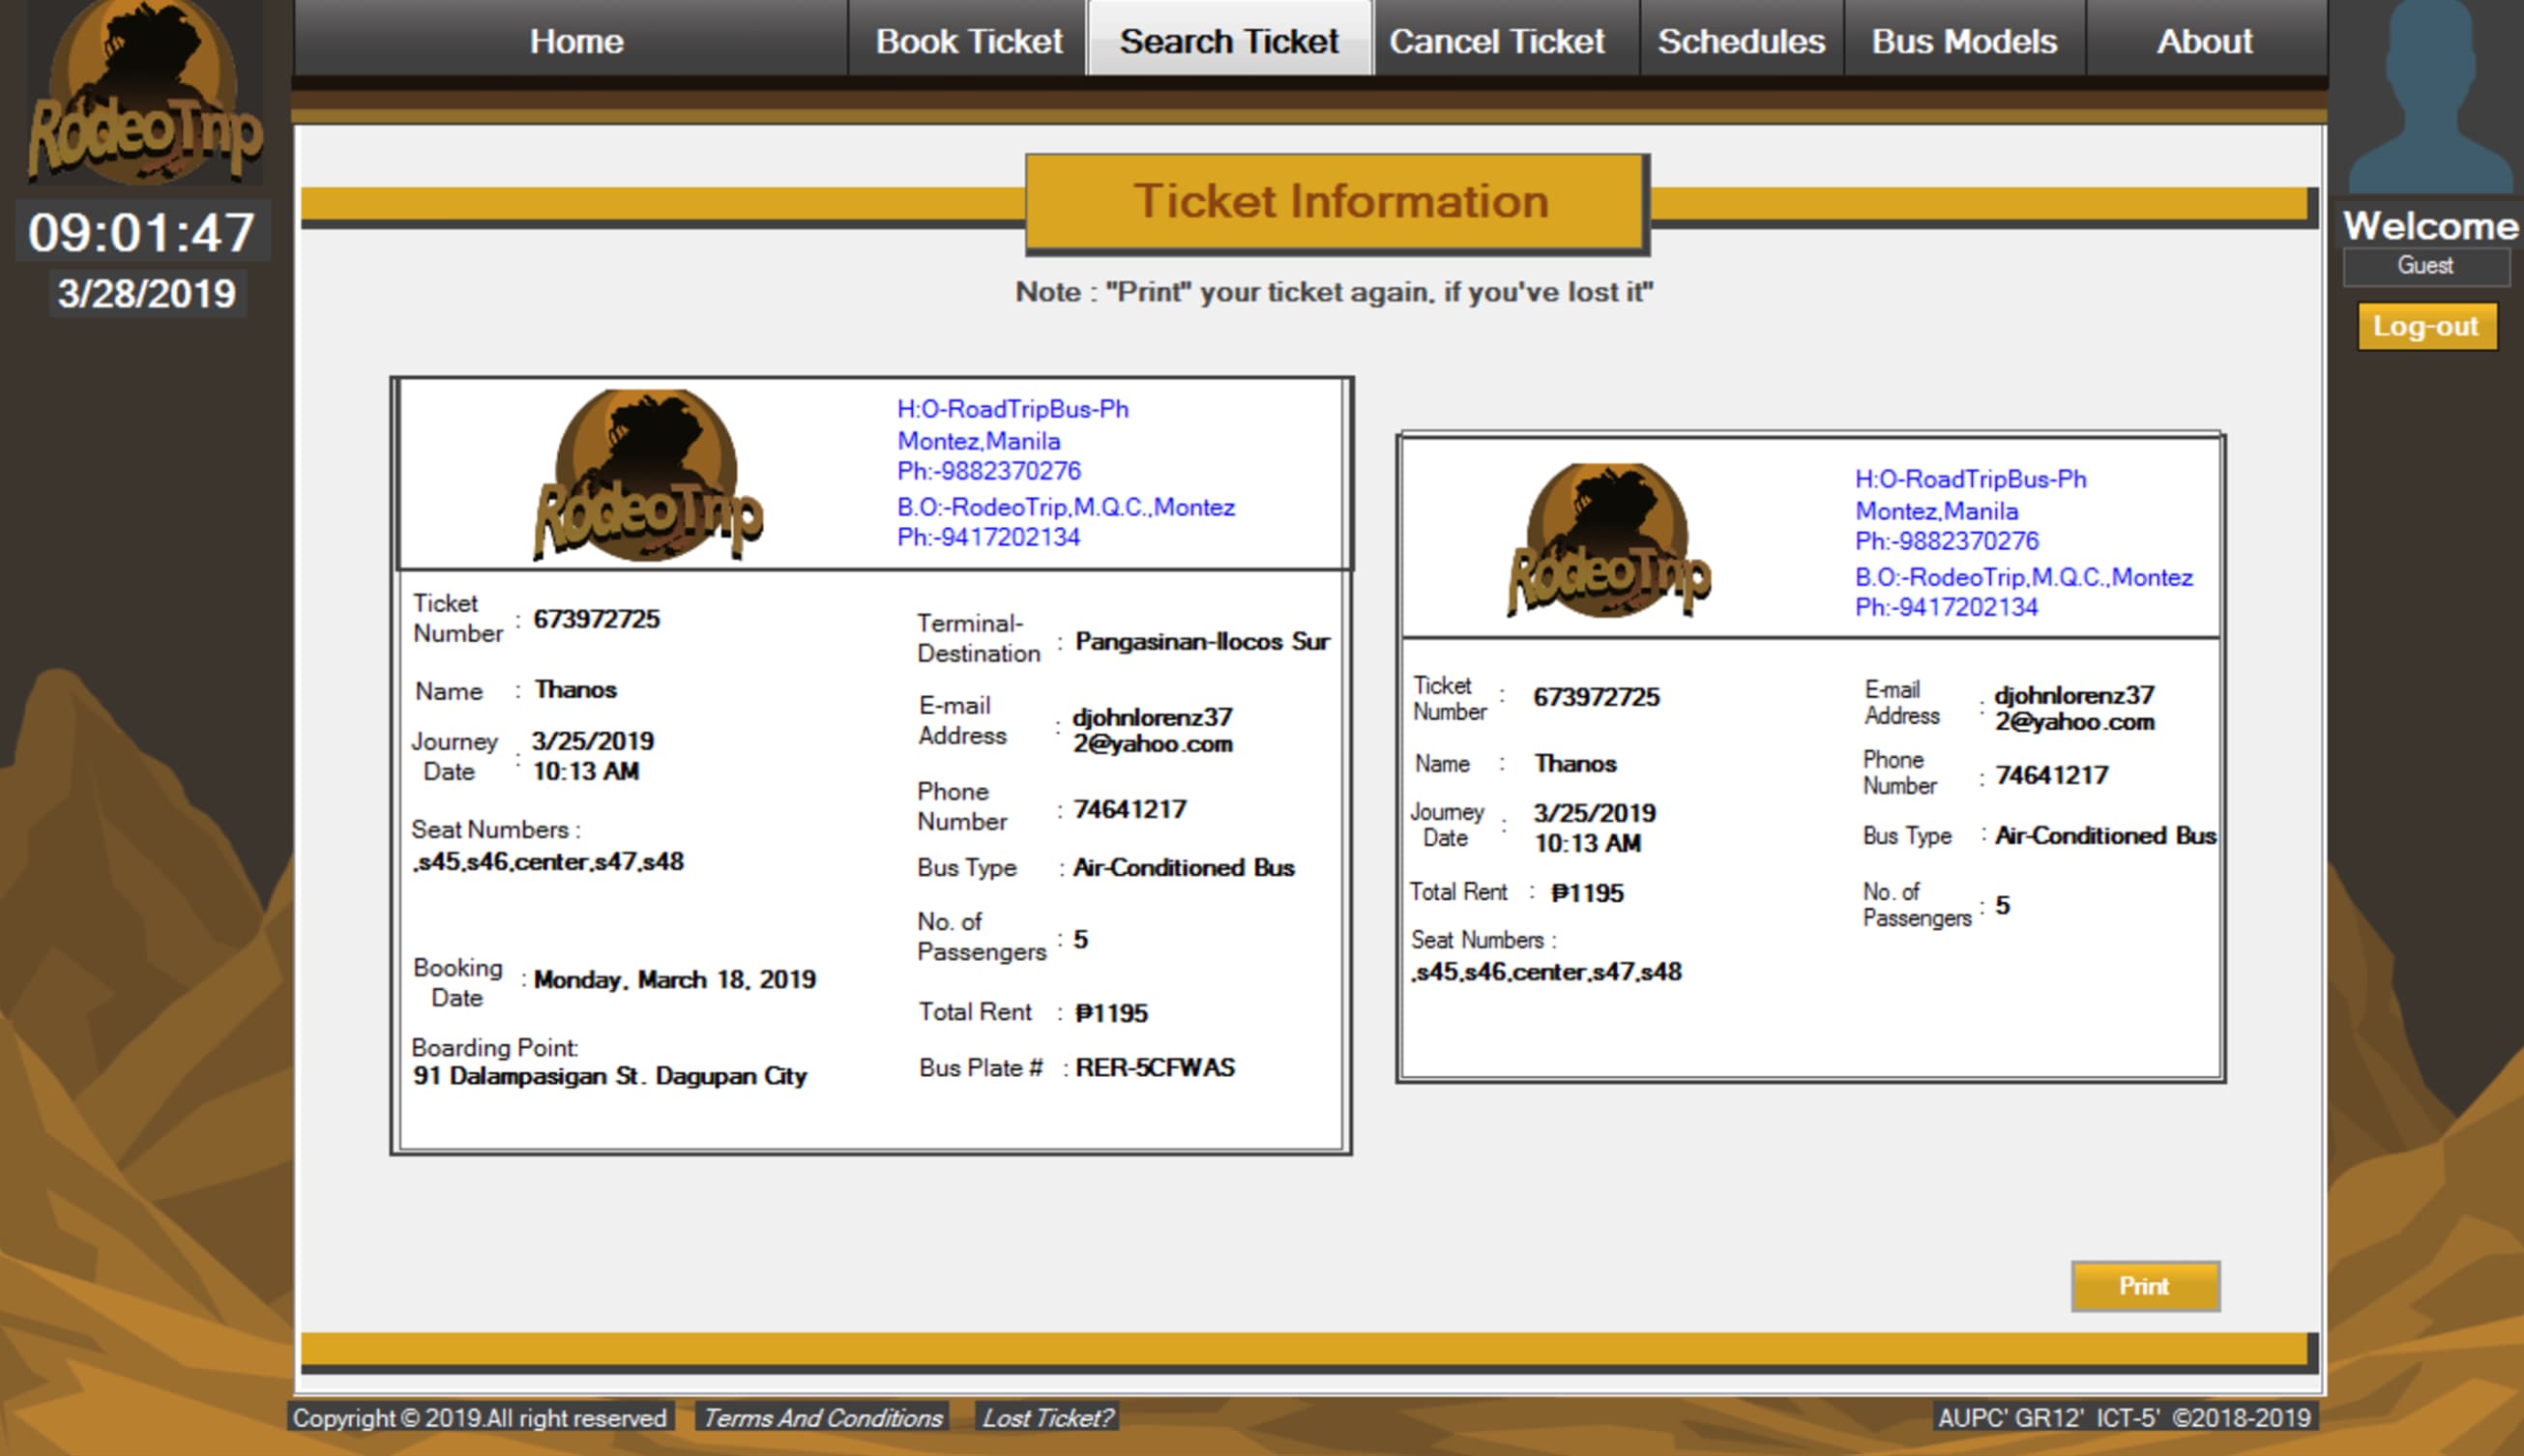 Home
Book Ticket
Search Ticket
Cancel Ticket
Schedules
Bus Models
About
RodeoTrip
09:01:47
3/28/2019
Welcome
Guest
Log-out
Ticket Information
Note : "Print" your ticket again, if you've lost it"
RodeoTrip
H:O-RoadTripBus-Ph
Montez,Manila
Ph:-9882370276
B.O:-RodeoTrip,M.Q.C.,Montez
Ph:-9417202134
Ticket
Number : 673972725
Name : Thanos
Journey
Date : 3/25/2019
10:13 AM
Seat Numbers :
,s45,s46,center,s47,s48
Booking
Date : Monday, March 18, 2019
Boarding Point:
91 Dalampasigan St. Dagupan City
Terminal-
Destination : Pangasinan-Ilocos Sur
E-mail
Address : djohnlorenz37
2@yahoo.com
Phone
Number : 74641217
Bus Type : Air-Conditioned Bus
No. of
Passengers : 5
Total Rent : ₱1195
Bus Plate # : RER-5CFWAS
RodeoTrip
H:O-RoadTripBus-Ph
Montez,Manila
Ph:-9882370276
B.O:-RodeoTrip,M.Q.C.,Montez
Ph:-9417202134
Ticket
Number : 673972725
Name : Thanos
Journey
Date : 3/25/2019
10:13 AM
Total Rent : ₱1195
Seat Numbers :
,s45,s46,center,s47,s48
E-mail
Address : djohnlorenz37
2@yahoo.com
Phone
Number : 74641217
Bus Type : Air-Conditioned Bus
No. of
Passengers : 5
Print
Copyright © 2019.All right reserved
Terms And Conditions
Lost Ticket?
AUPC' GR12' ICT-5' ©2018-2019